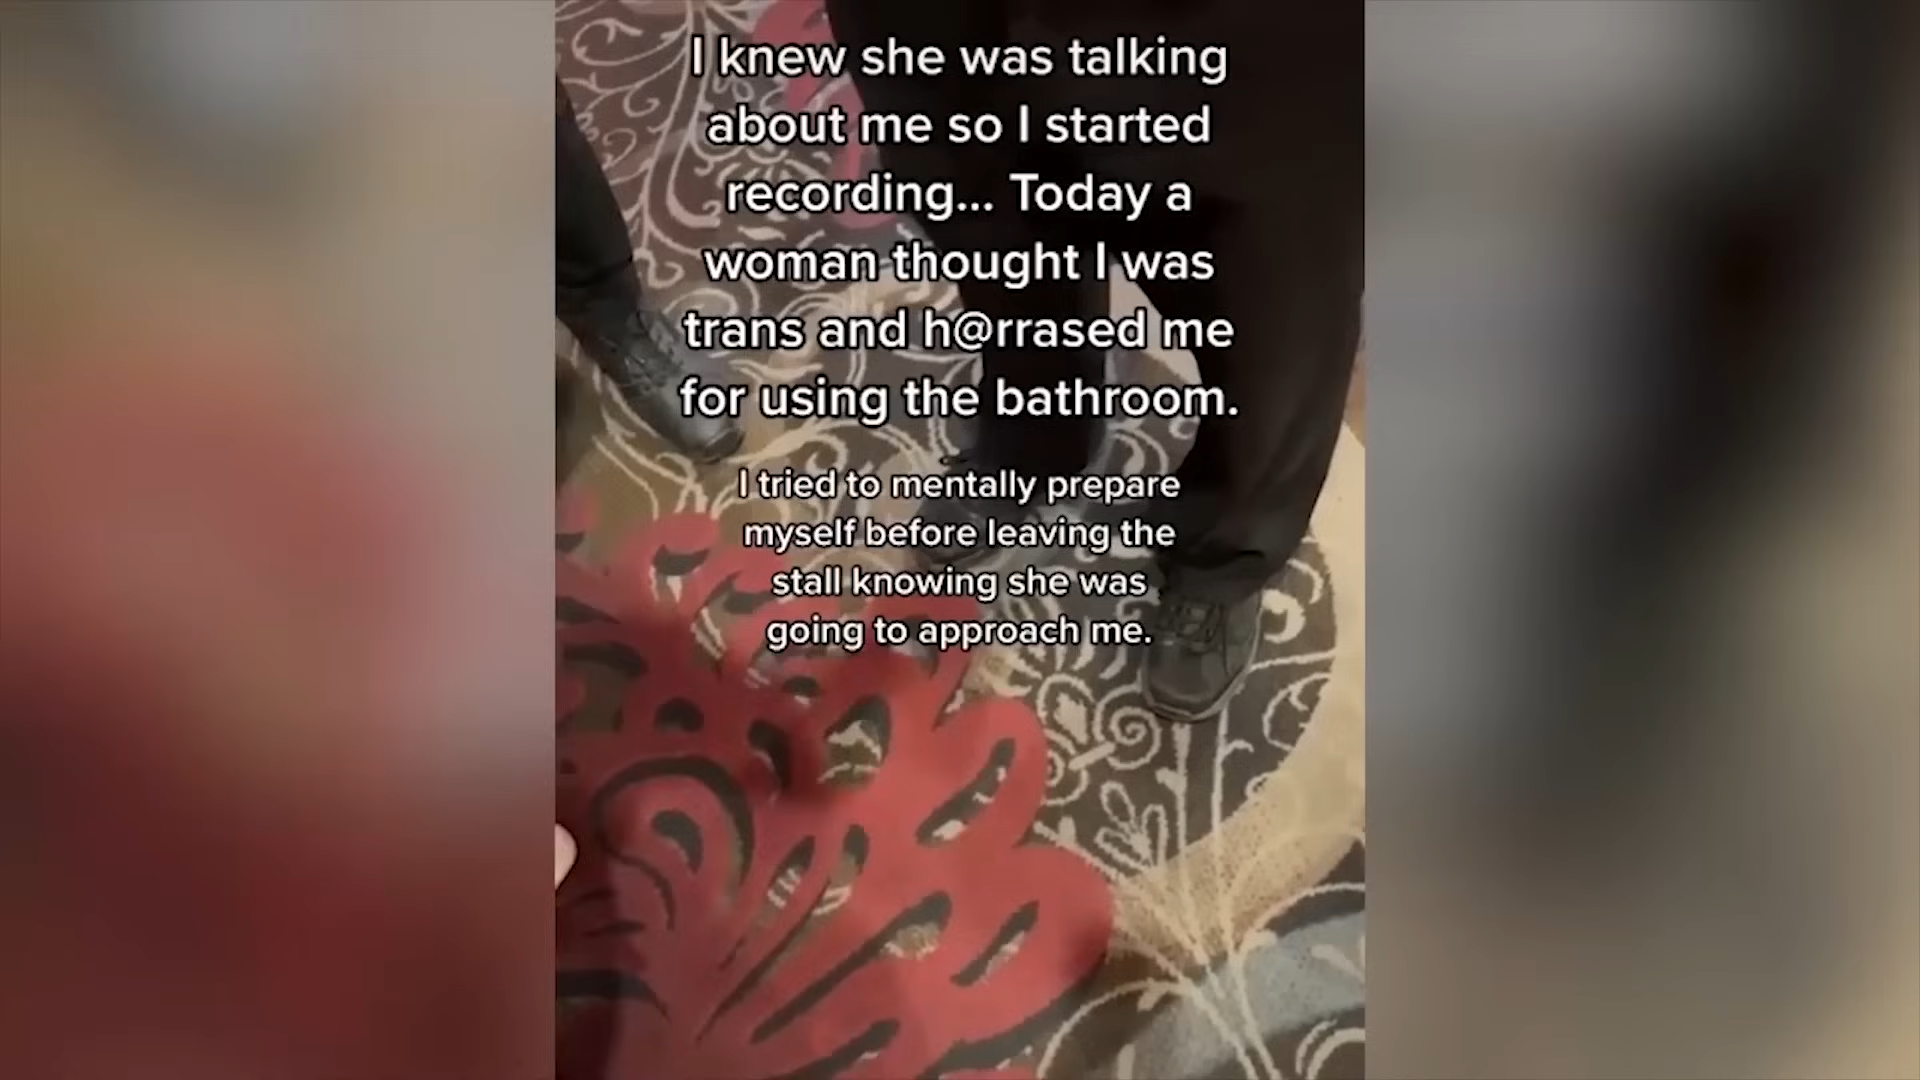 I knew she was talking
about me so I started
recording... Today a
woman thought I was
trans and h@rrased me
for using the bathroom.
I tried to mentally prepare
myself before leaving the
stall knowing she was
going to approach me.